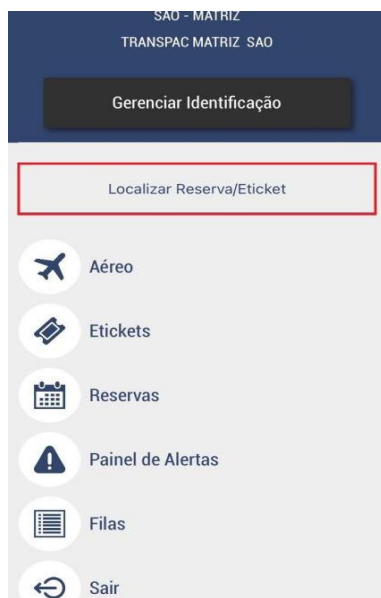 SAO - MATRIZ
TRANSPAC MATRIZ SAO
Gerenciar Identificação
Localizar Reserva/Eticket
Aéreo
Etickets
Reservas
Painel de Alertas
Filas
Sair